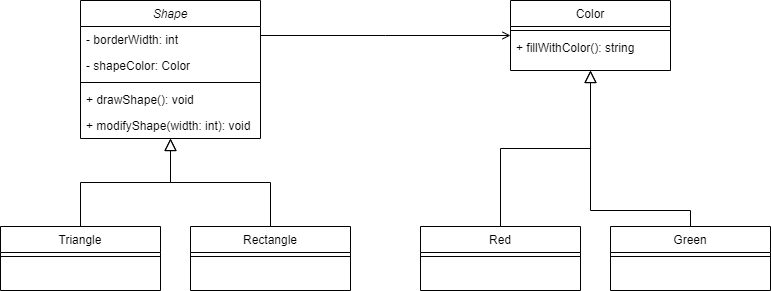 Shape
- borderWidth: int
- shapeColor: Color
+ drawShape(): void
+ modifyShape(width: int): void
Color
+ fillWithColor(): string
Triangle
Rectangle
Red
Green